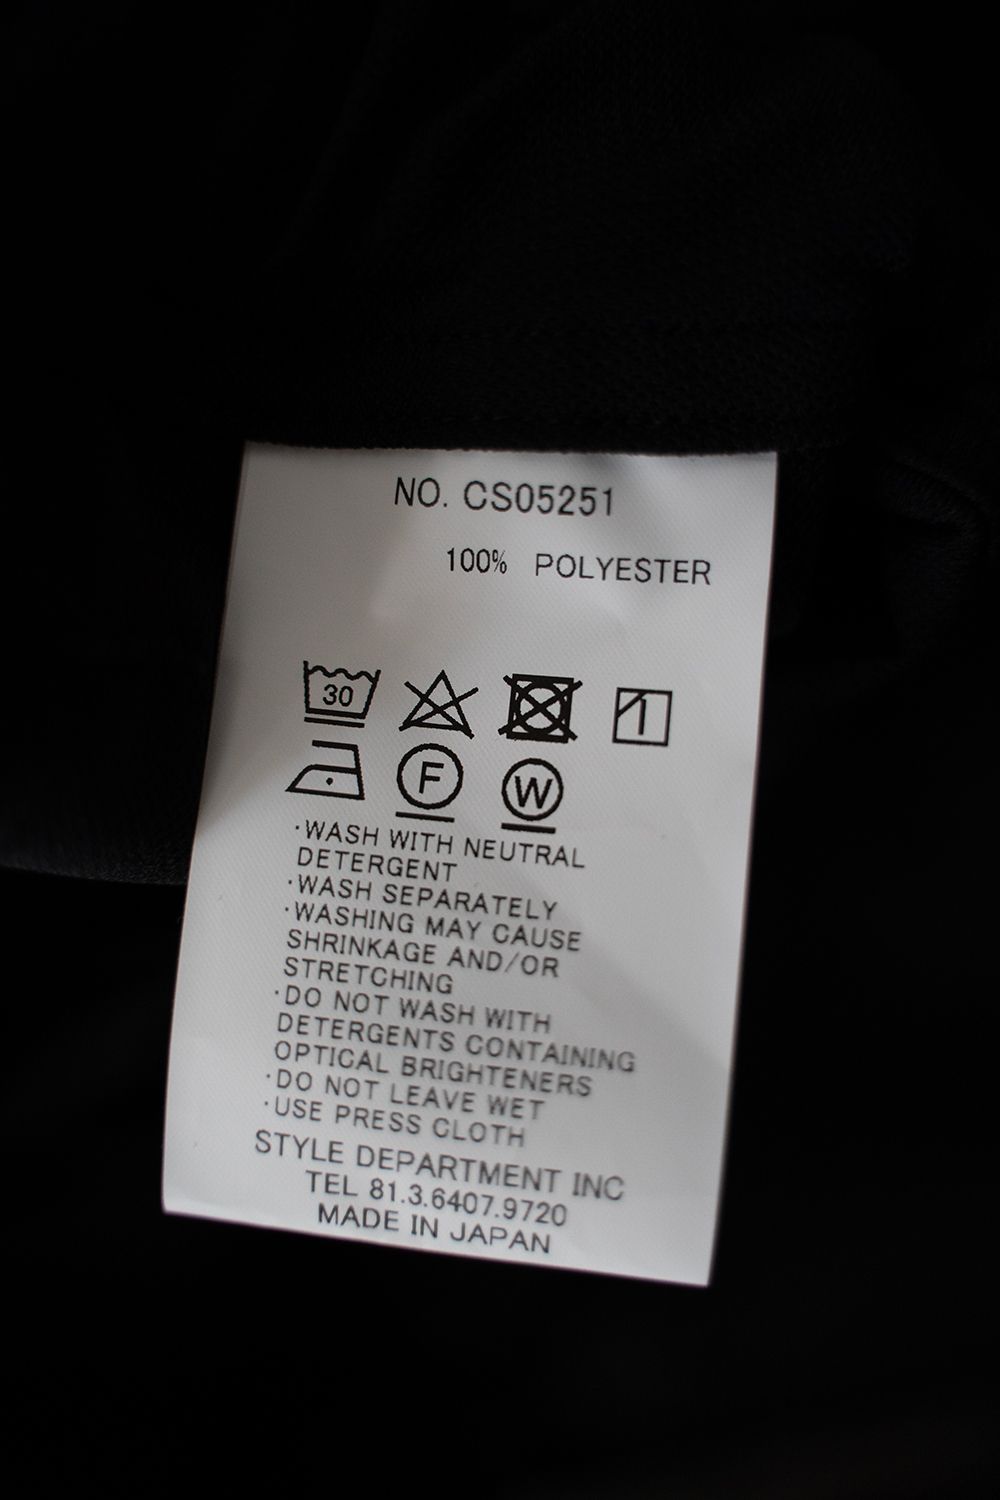 NO. CS05251
100% POLYESTER
30
F W
·WASH WITH NEUTRAL
DETERGENT
·WASH SEPARATELY
·WASHING MAY CAUSE
SHRINKAGE AND/OR
STRETCHING
·DO NOT WASH WITH
DETERGENTS CONTAINING
OPTICAL BRIGHTENERS
·DO NOT LEAVE WET
·USE PRESS CLOTH
STYLE DEPARTMENT INC
TEL 81.3.6407.9720
MADE IN JAPAN